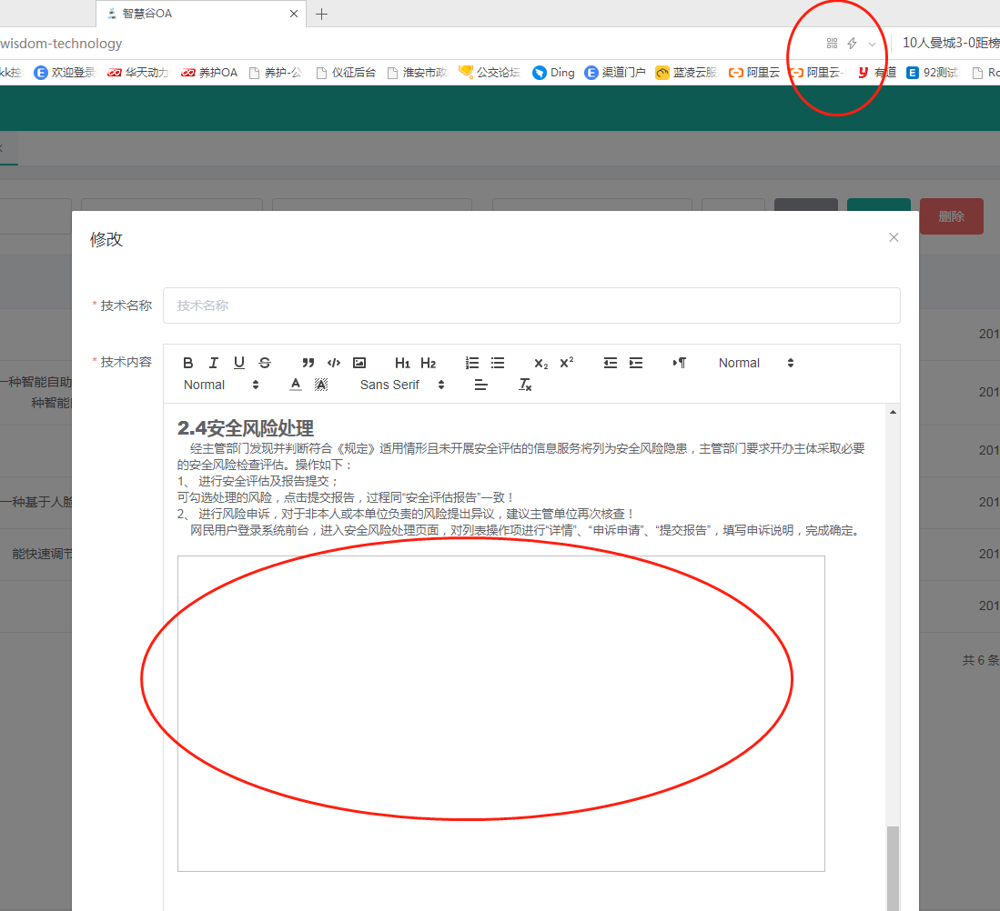 智慧谷OA
wisdom-technology
10人曼城3-0距榜
kk控
欢迎登录
华天动力
养护OA
养护-公
仪征后台
淮安市政
公交论坛
Ding
渠道门户
蓝凌云服
阿里云
阿里云-
有道
92测试
Ro
删除
修改
* 技术名称
技术名称
* 技术内容
H1 H2
Normal
Normal
Sans Serif
2.4安全风险处理
经主管部门发现并判断符合《规定》适用情形且未开展安全评估的信息服务将列为安全风险隐患，主管部门要求开办主体采取必要
的安全风险检查评估。操作如下：
1、 进行安全评估及报告提交；
可勾选处理的风险，点击提交报告，过程同“安全评估报告”一致！
2、 进行风险申诉，对于非本人或本单位负责的风险提出异议，建议主管单位再次核查！
网民用户登录系统前台，进入安全风险处理页面，对列表操作项进行“详情”、“申诉申请”、“提交报告”，填写申诉说明，完成确定。
一种智能自助
种智能
一种基于人脸
能快速调节
201
201
201
201
201
201
共 6 条